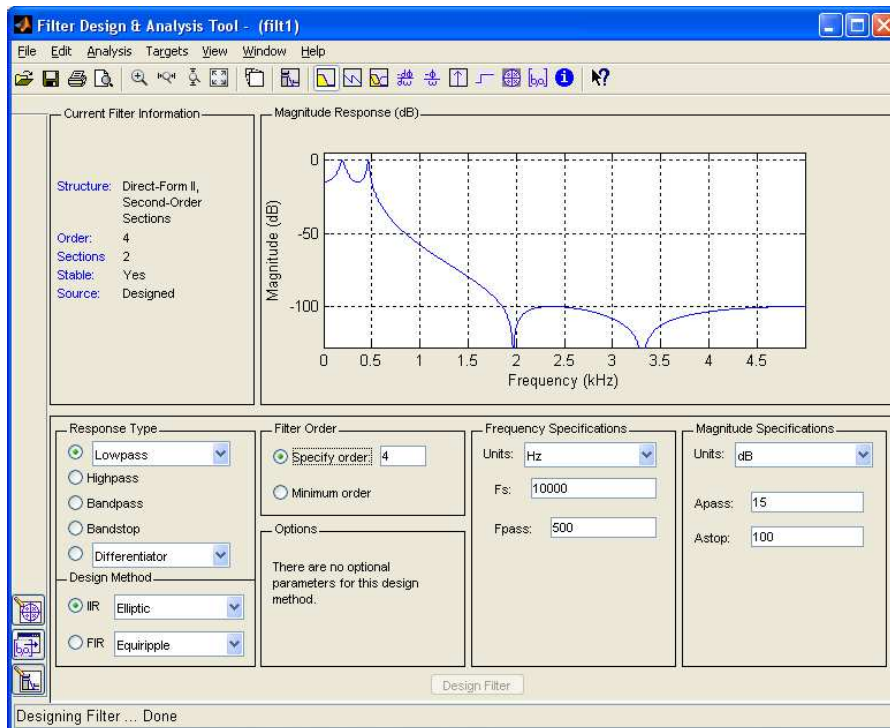 Filter Design & Analysis Tool - (filt1)
File Edit Analysis Targets View Window Help
Current Filter Information
Structure: Direct-Form II,
Second-Order
Sections
Order: 4
Sections 2
Stable: Yes
Source: Designed
Magnitude Response (dB)
0
-50
-100
Magnitude (dB)
0 0.5 1 1.5 2 2.5 3 3.5 4 4.5
Frequency (kHz)
Response Type
Lowpass
Highpass
Bandpass
Bandstop
Differentiator
Design Method
IIR Elliptic
FIR Equiripple
Filter Order
Specify order: 4
Minimum order
Options
There are no optional
parameters for this design
method.
Frequency Specifications
Units: Hz
Fs: 10000
Fpass: 500
Magnitude Specifications
Units: dB
Apass: 15
Astop: 100
Design Filter
Designing Filter ... Done